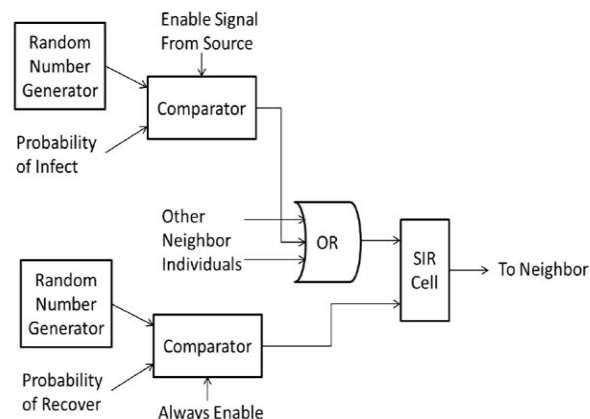 Enable Signal
From Source
Random
Number
Generator
Comparator
Probability
of Infect
Other
Neighbor
Individuals
OR
SIR
Cell
To Neighbor
Random
Number
Generator
Comparator
Probability
of Recover
Always Enable